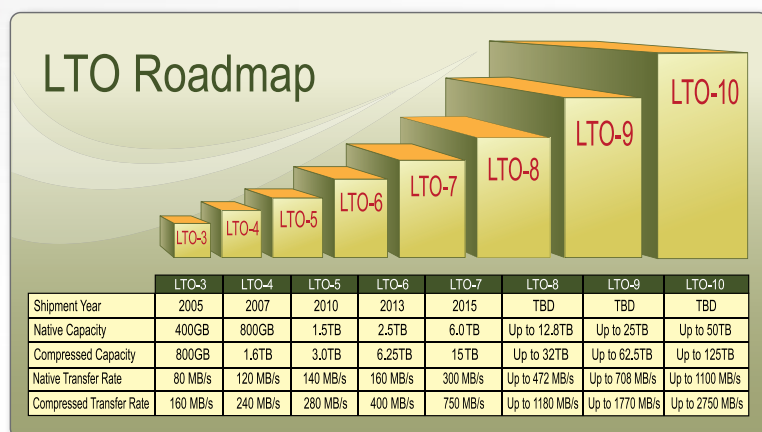 LTO Roadmap
LTO-3
LTO-4
LTO-5
LTO-6
LTO-7
LTO-8
LTO-9
LTO-10
LTO-3 LTO-4 LTO-5 LTO-6 LTO-7 LTO-8 LTO-9 LTO-10
Shipment Year 2005 2007 2010 2013 2015 TBD TBD TBD
Native Capacity 400GB 800GB 1.5TB 2.5TB 6.0TB Up to 12.8TB Up to 25TB Up to 50TB
Compressed Capacity 800GB 1.6TB 3.0TB 6.25TB 15TB Up to 32TB Up to 62.5TB Up to 125TB
Native Transfer Rate 80 MB/s 120 MB/s 140 MB/s 160 MB/s 300 MB/s Up to 472 MB/s Up to 708 MB/s Up to 1100 MB/s
Compressed Transfer Rate 160 MB/s 240 MB/s 280 MB/s 400 MB/s 750 MB/s Up to 1180 MB/s Up to 1770 MB/s Up to 2750 MB/s